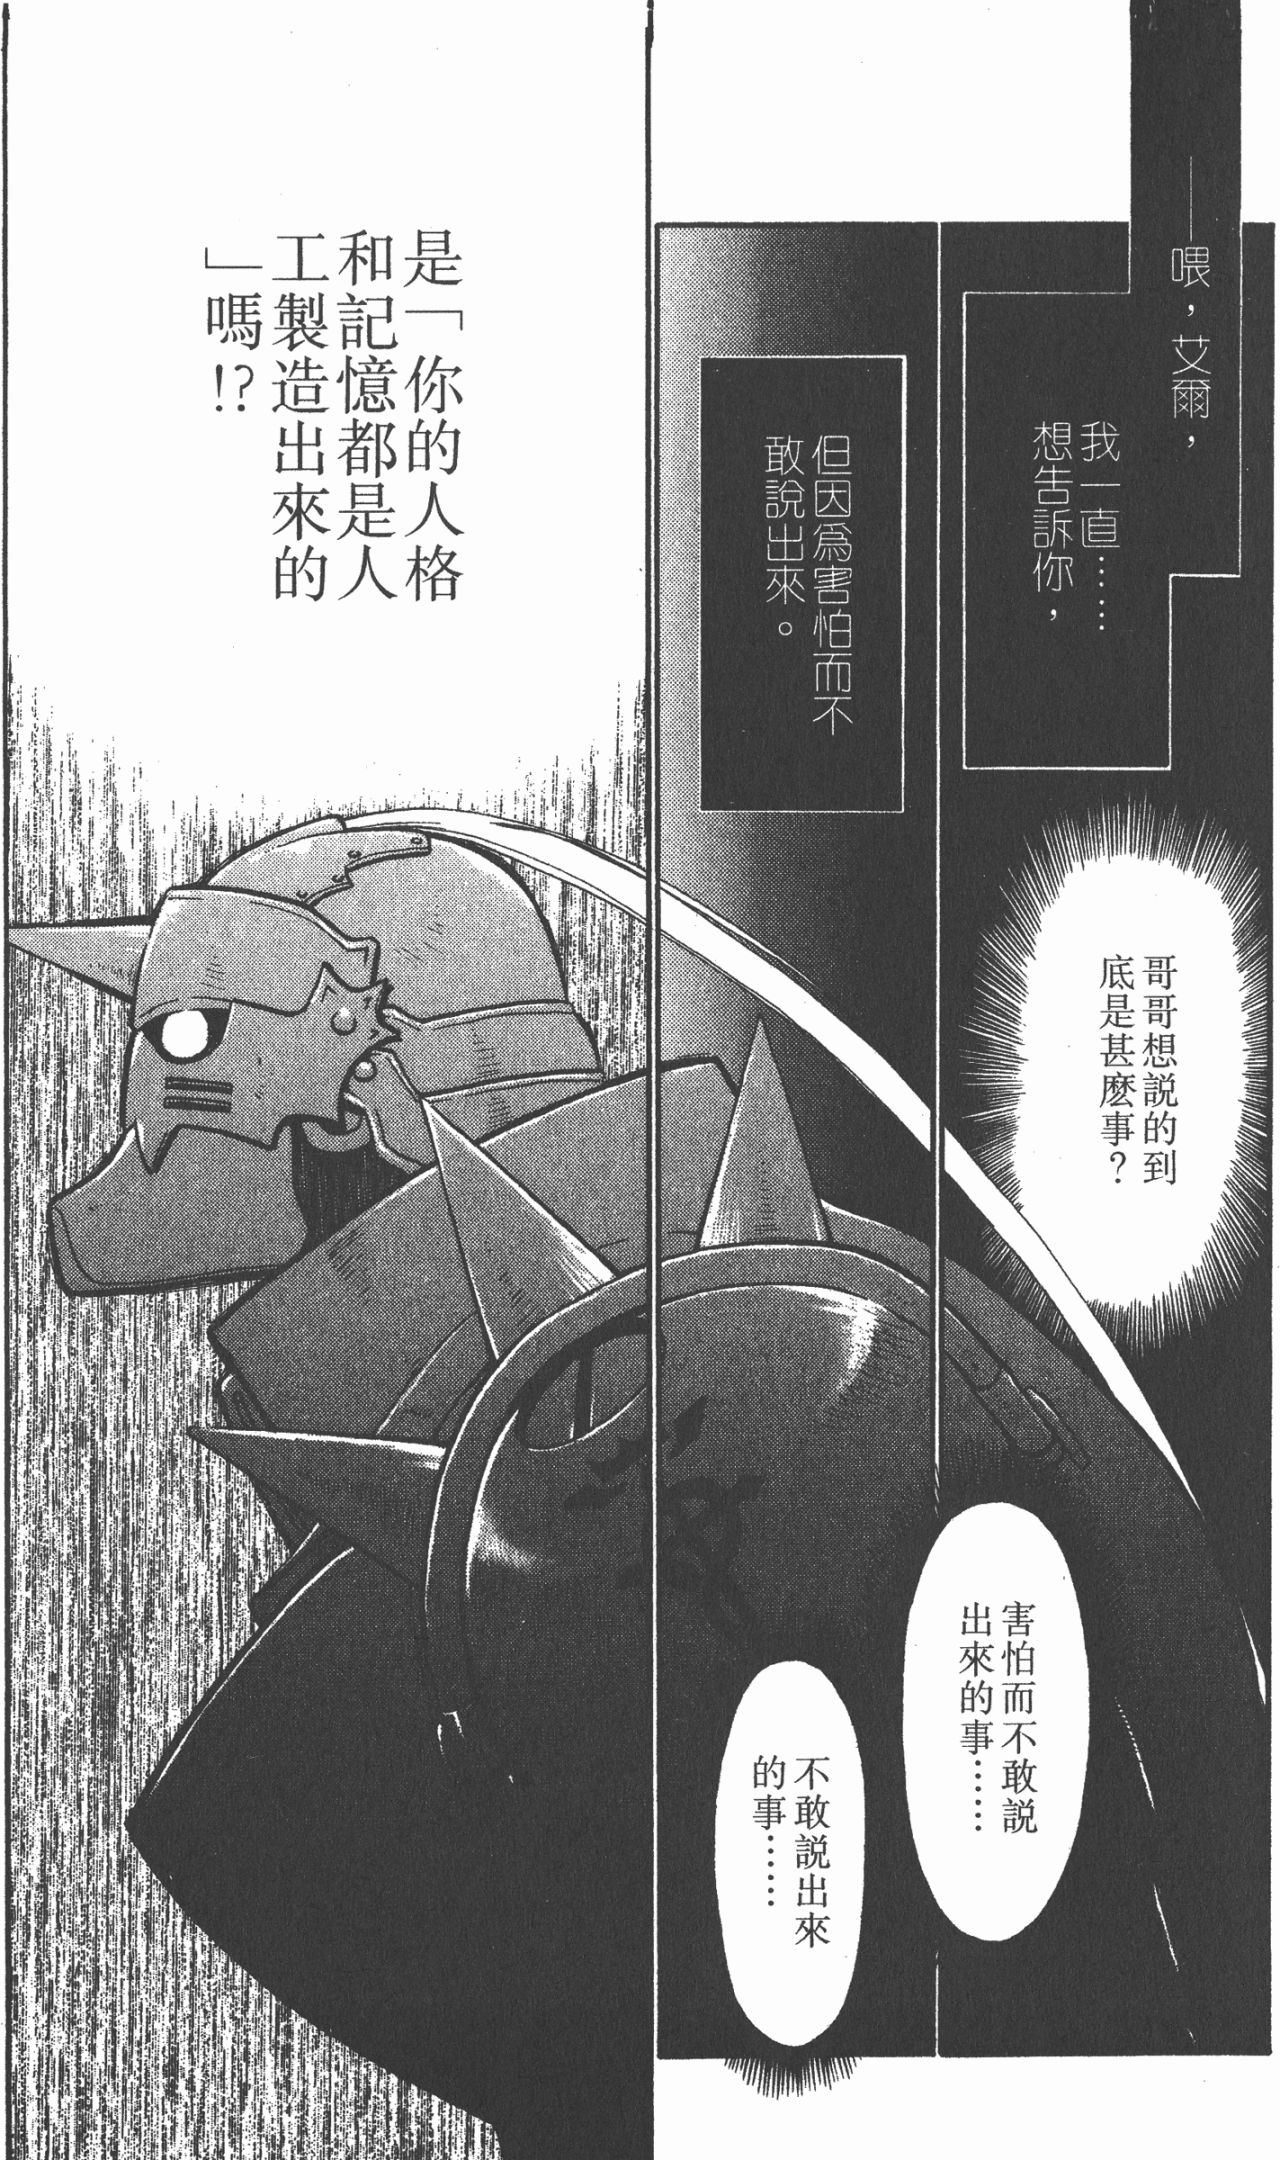 ——喂，艾爾，
我一直……
想告訴你，
但因為害怕而不
敢說出來。
哥哥想說的到
底是甚麼事？
害怕而不敢說
出來的事……
不敢說出來
的事……
是「你的人格
和記憶都是人
工製造出來的
」嗎!?